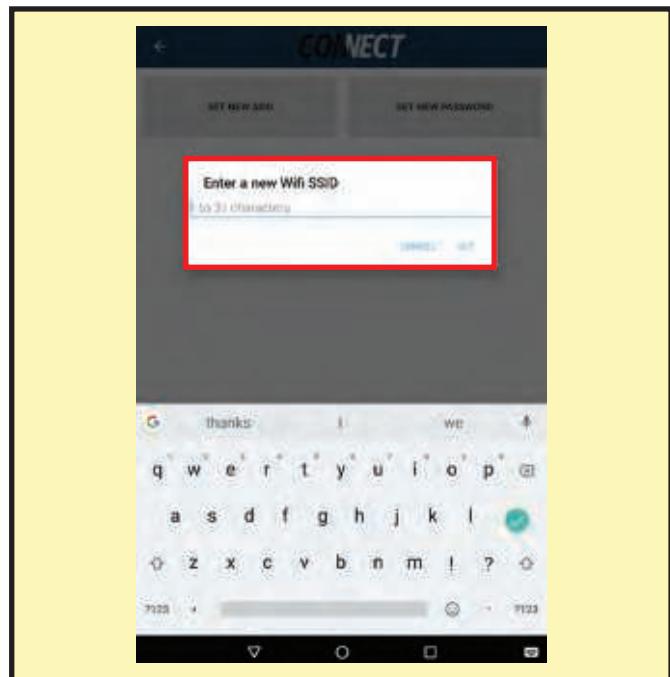 CONNECT
SET NEW SSID SET NEW PASSWORD
Enter a new Wifi SSID
1 to 31 characters
CANCEL SET
thanks I we
q w e r t y u i o p
a s d f g h j k l
z x c v b n m ! ?
?123 ?123